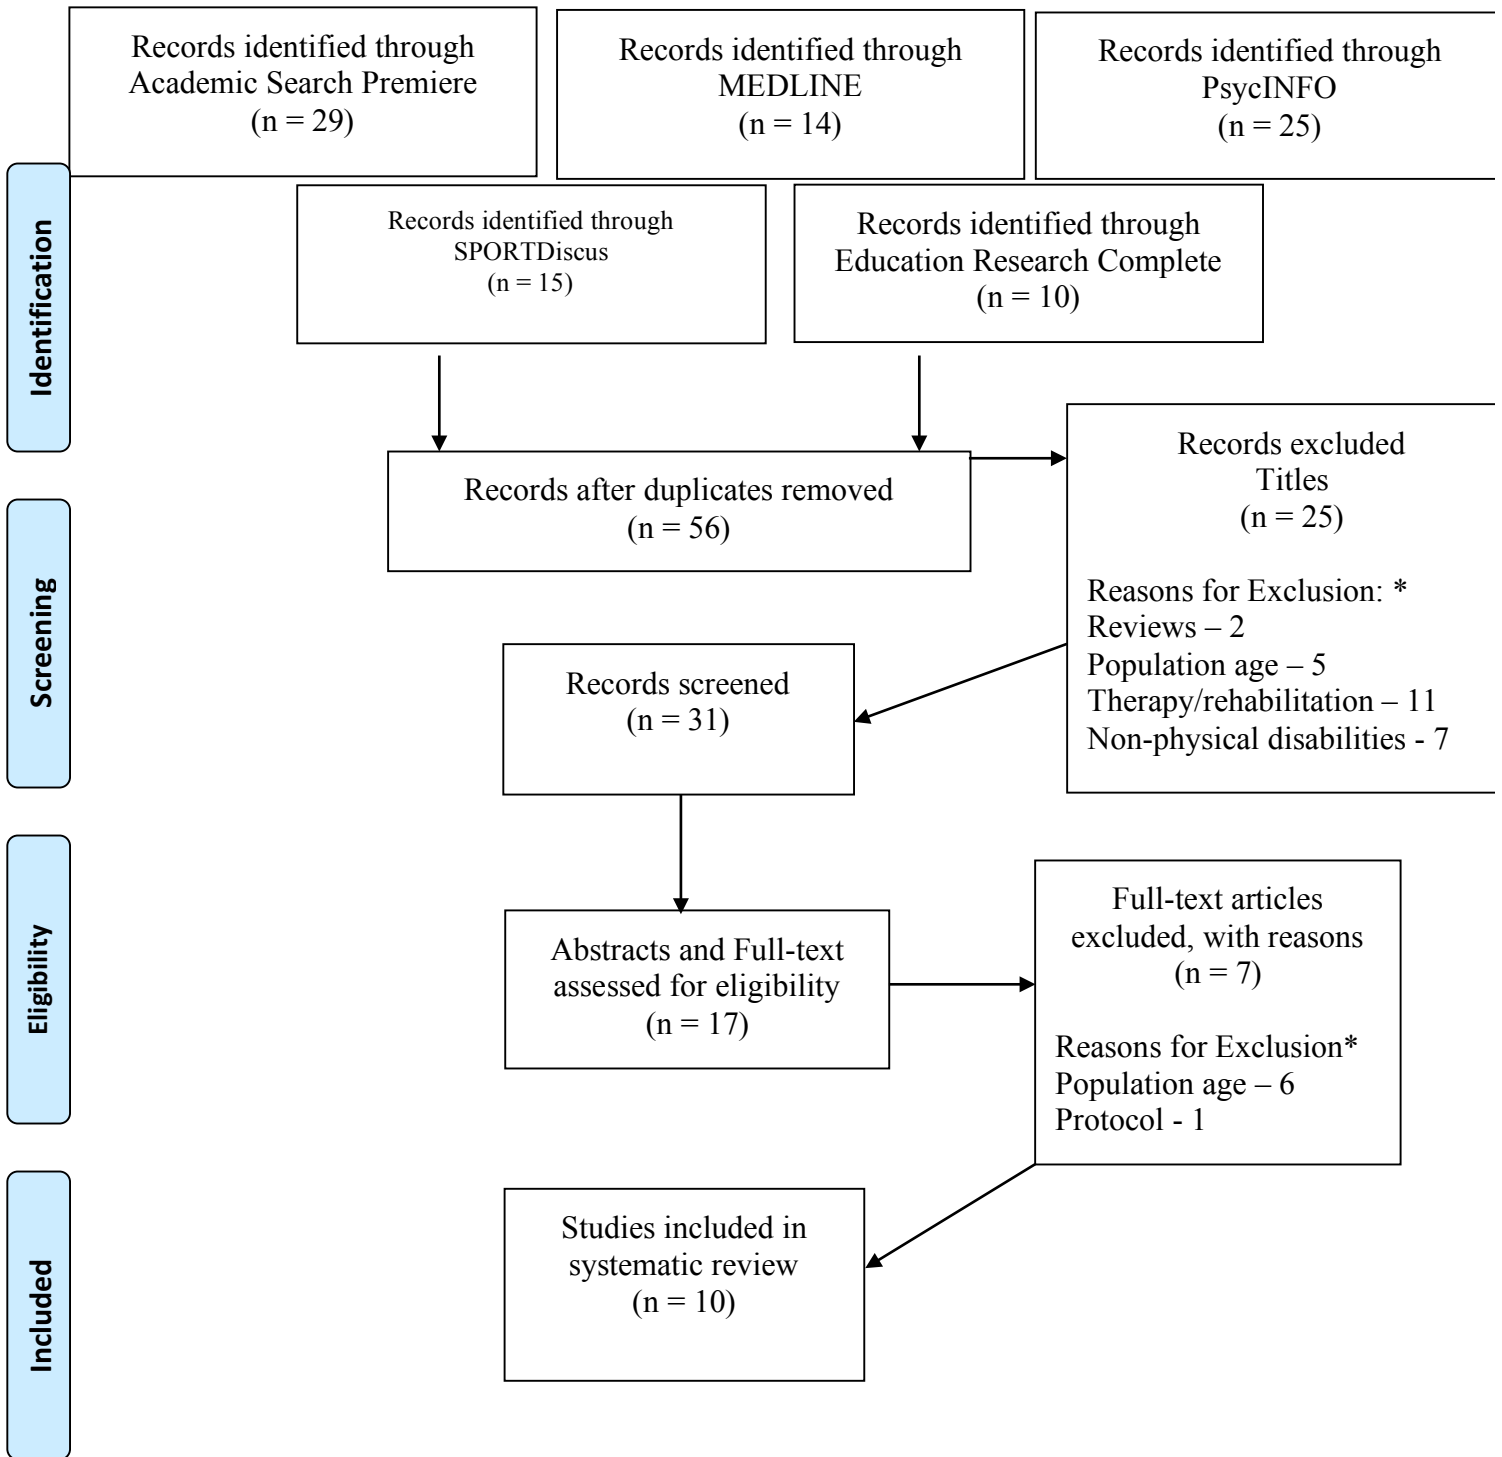 Records identified through
Academic Search Premiere
(n = 29)
Records identified through
MEDLINE
(n = 14)
Records identified through
PsycINFO
(n = 25)
Identification
Records identified through
SPORTDiscus
(n = 15)
Records identified through
Education Research Complete
(n = 10)
Records after duplicates removed
(n = 56)
Records excluded
Titles
(n = 25)
Reasons for Exclusion: *
Reviews – 2
Population age – 5
Therapy/rehabilitation – 11
Non-physical disabilities - 7
Screening
Records screened
(n = 31)
Eligibility
Abstracts and Full-text
assessed for eligibility
(n = 17)
Full-text articles
excluded, with reasons
(n = 7)
Reasons for Exclusion*
Population age – 6
Protocol - 1
Included
Studies included in
systematic review
(n = 10)